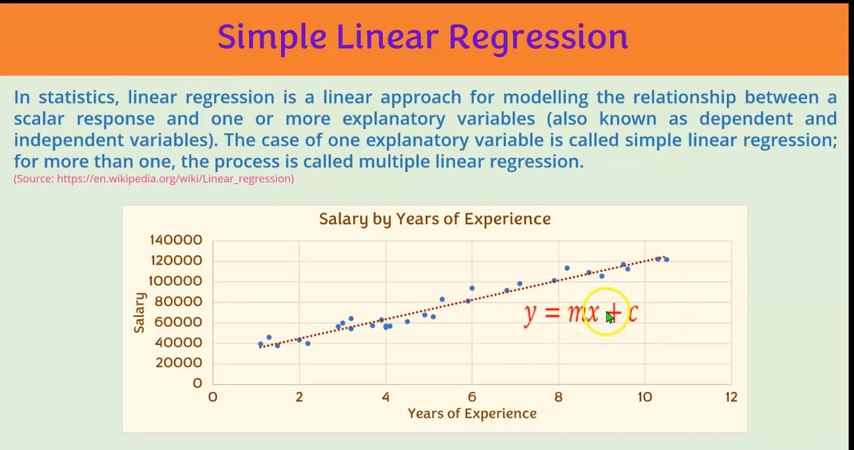 Simple Linear Regression
In statistics, linear regression is a linear approach for modelling the relationship between a
scalar response and one or more explanatory variables (also known as dependent and
independent variables). The case of one explanatory variable is called simple linear regression;
for more than one, the process is called multiple linear regression.
(Source: https://en.wikipedia.org/wiki/Linear_regression)
Salary by Years of Experience
140000
120000
100000
80000
60000
40000
20000
0
Salary
y = mx + c
0 2 4 6 8 10 12
Years of Experience